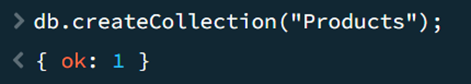 > db.createCollection("Products");
< { ok: 1 }